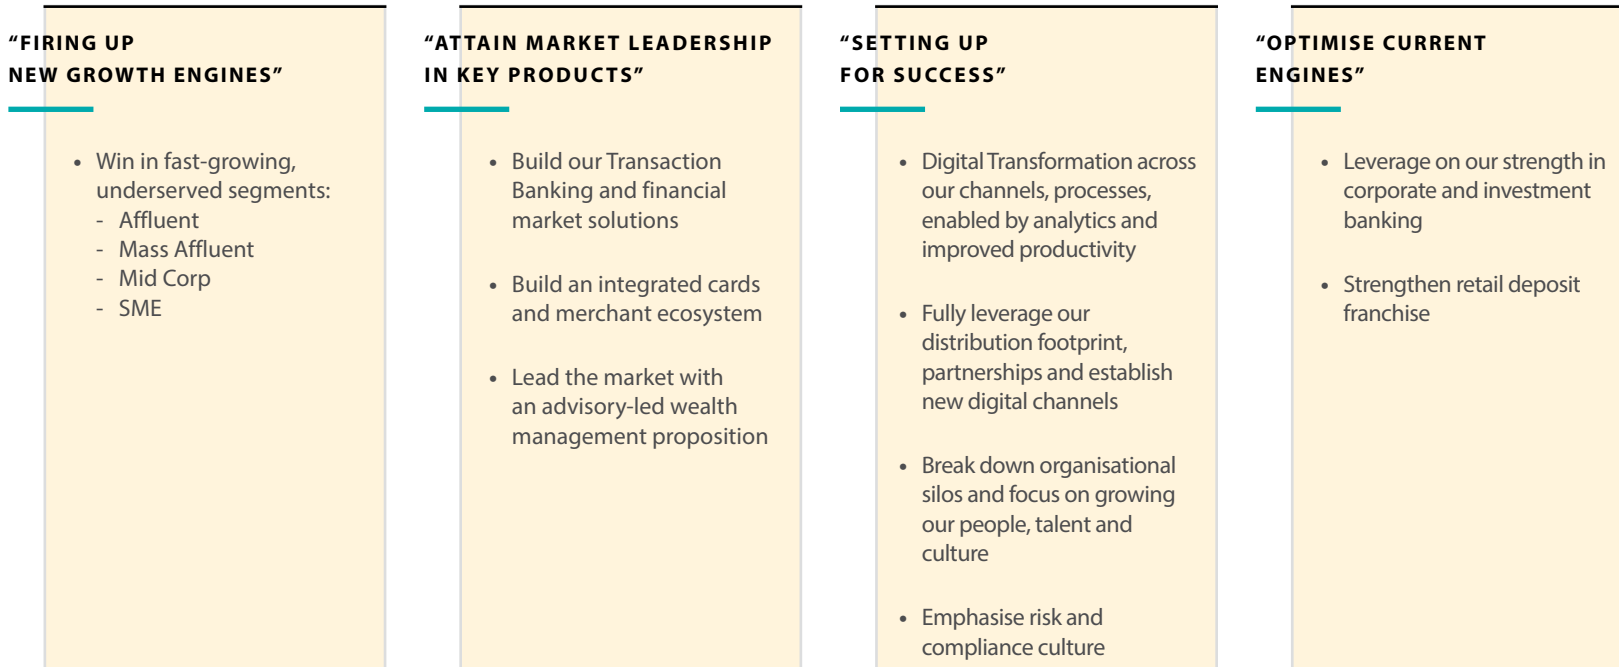 “FIRING UP
NEW GROWTH ENGINES”
• Win in fast-growing,
underserved segments:
- Affluent
- Mass Affluent
- Mid Corp
- SME
“ATTAIN MARKET LEADERSHIP
IN KEY PRODUCTS”
• Build our Transaction
Banking and financial
market solutions
• Build an integrated cards
and merchant ecosystem
• Lead the market with
an advisory-led wealth
management proposition
“SETTING UP
FOR SUCCESS”
• Digital Transformation across
our channels, processes,
enabled by analytics and
improved productivity
• Fully leverage our
distribution footprint,
partnerships and establish
new digital channels
• Break down organisational
silos and focus on growing
our people, talent and
culture
• Emphasise risk and
compliance culture
“OPTIMISE CURRENT
ENGINES”
• Leverage on our strength in
corporate and investment
banking
• Strengthen retail deposit
franchise